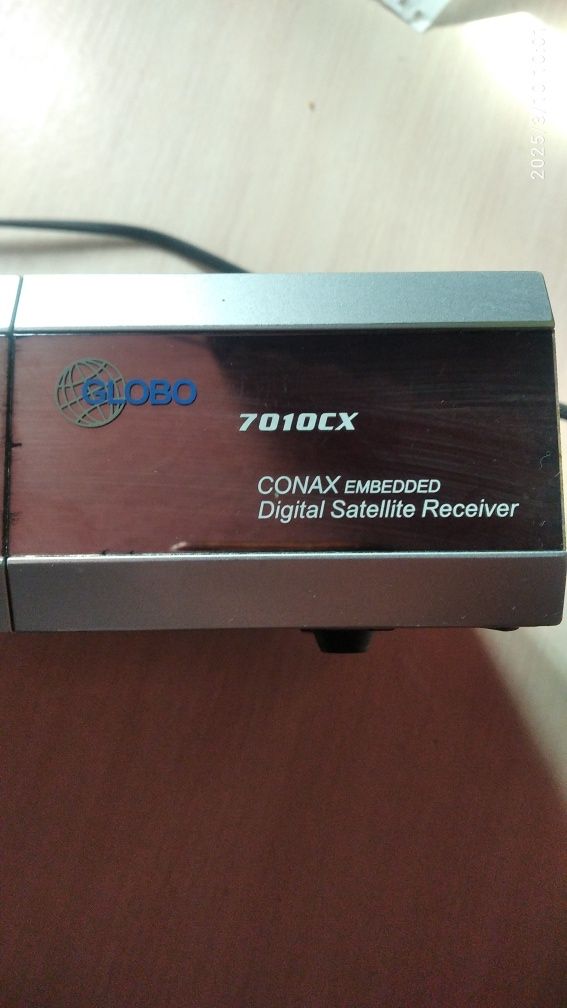 GLOBO
7010CX
CONAX EMBEDDED
Digital Satellite Receiver